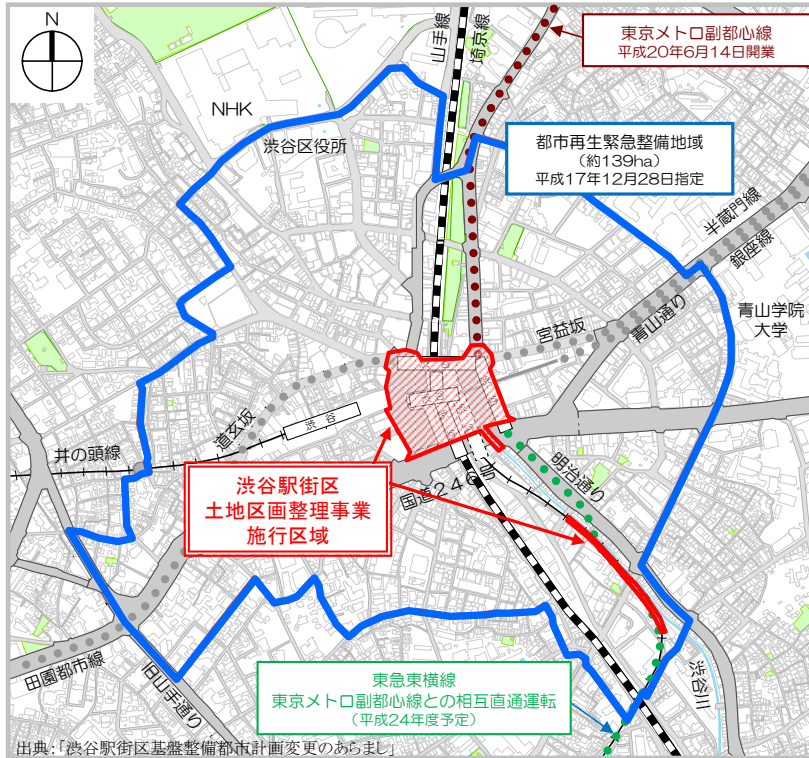 N
山手線
埼京線
東京メトロ副都心線
平成20年6月14日開業
NHK
渋谷区役所
都市再生緊急整備地域
(約139ha)
平成17年12月28日指定
半蔵門線
銀座線
青山通り
宮益坂
青山学院
大学
道玄坂
渋谷
井の頭線
渋谷駅街区
土地区画整理事業
施行区域
国道246号
明治通り
田園都市線
旧山手通り
渋谷川
東急東横線
東京メトロ副都心線との相互直通運転
(平成24年度予定)
出典:「渋谷駅街区基盤整備都市計画変更のあらまし」